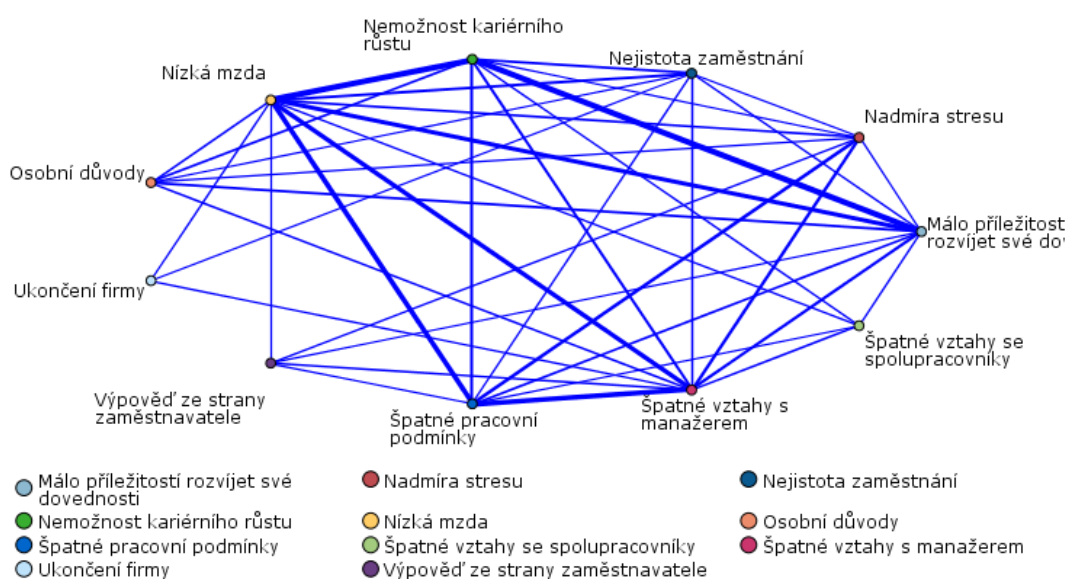 Nemožnost kariérního
růstu
Nejistota zaměstnání
Nízká mzda
Nadmíra stresu
Osobní důvody
Málo příležitostí
rozvíjet své dov
Ukončení firmy
Špatné vztahy se
spolupracovníky
Výpověď ze strany
zaměstnavatele
Špatné pracovní
podmínky
Špatné vztahy s
manažerem
Málo příležitostí rozvíjet své
dovednosti
Nadmíra stresu
Nejistota zaměstnání
Nemožnost kariérního růstu
Nízká mzda
Osobní důvody
Špatné pracovní podmínky
Špatné vztahy se spolupracovníky
Špatné vztahy s manažerem
Ukončení firmy
Výpověď ze strany zaměstnavatele